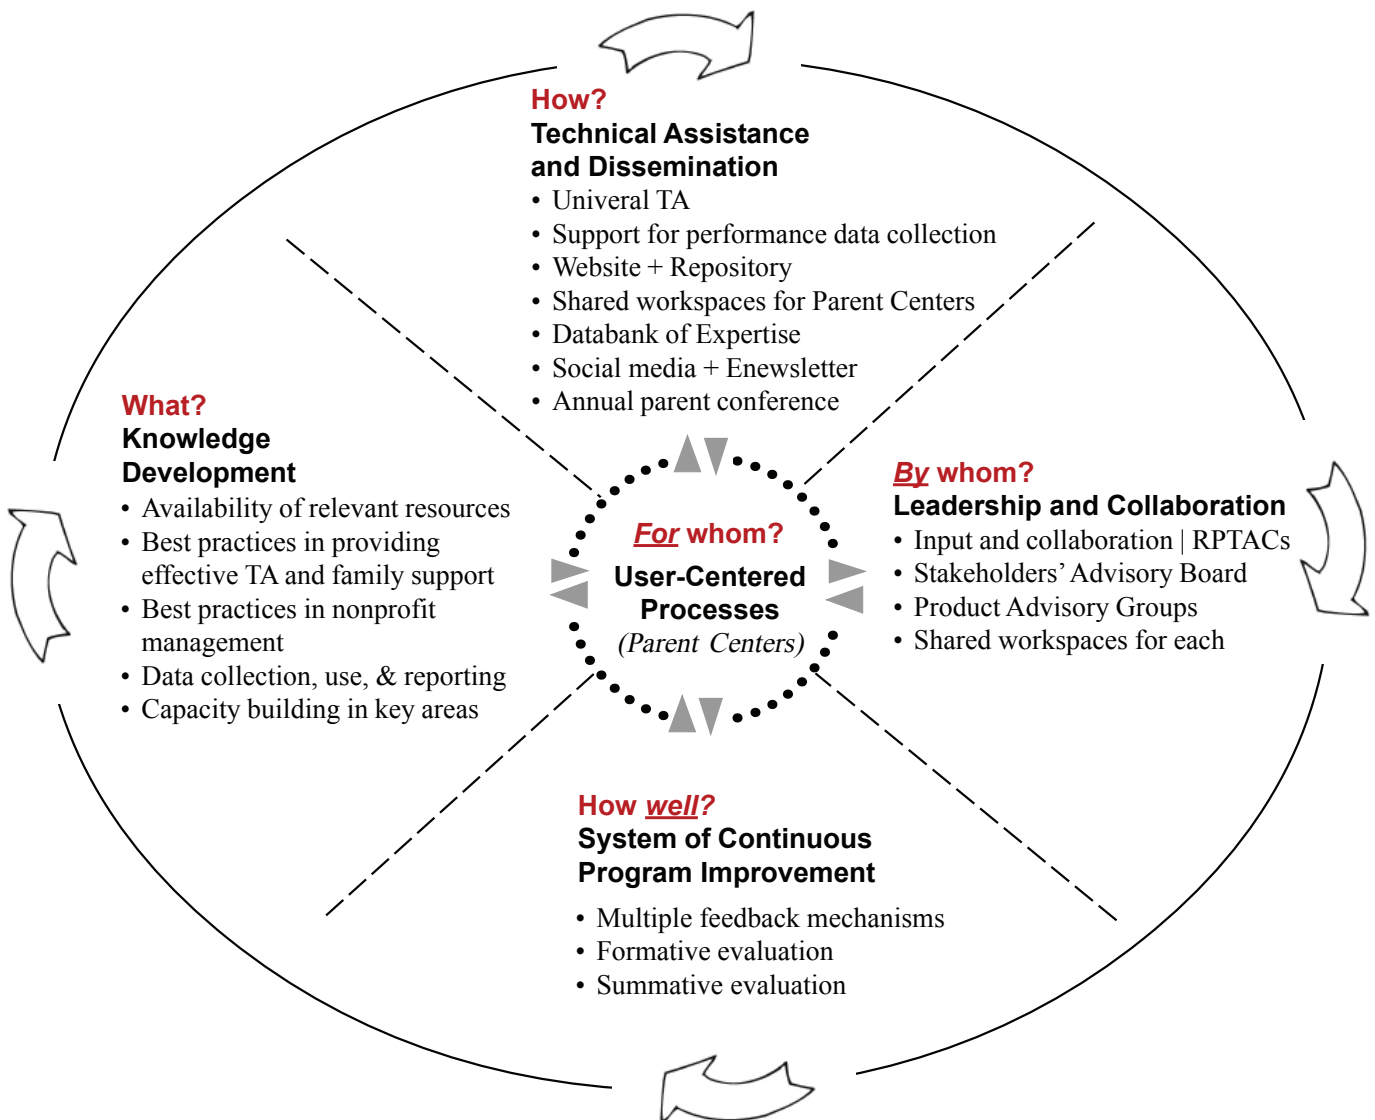 How?
Technical Assistance
and Dissemination
• Univeral TA
• Support for performance data collection
• Website + Repository
• Shared workspaces for Parent Centers
• Databank of Expertise
• Social media + Enewsletter
• Annual parent conference
What?
Knowledge
Development
• Availability of relevant resources
• Best practices in providing
effective TA and family support
• Best practices in nonprofit
management
• Data collection, use, & reporting
• Capacity building in key areas
For whom?
User-Centered
Processes
(Parent Centers)
By whom?
Leadership and Collaboration
• Input and collaboration | RPTACs
• Stakeholders’ Advisory Board
• Product Advisory Groups
• Shared workspaces for each
How well?
System of Continuous
Program Improvement
• Multiple feedback mechanisms
• Formative evaluation
• Summative evaluation